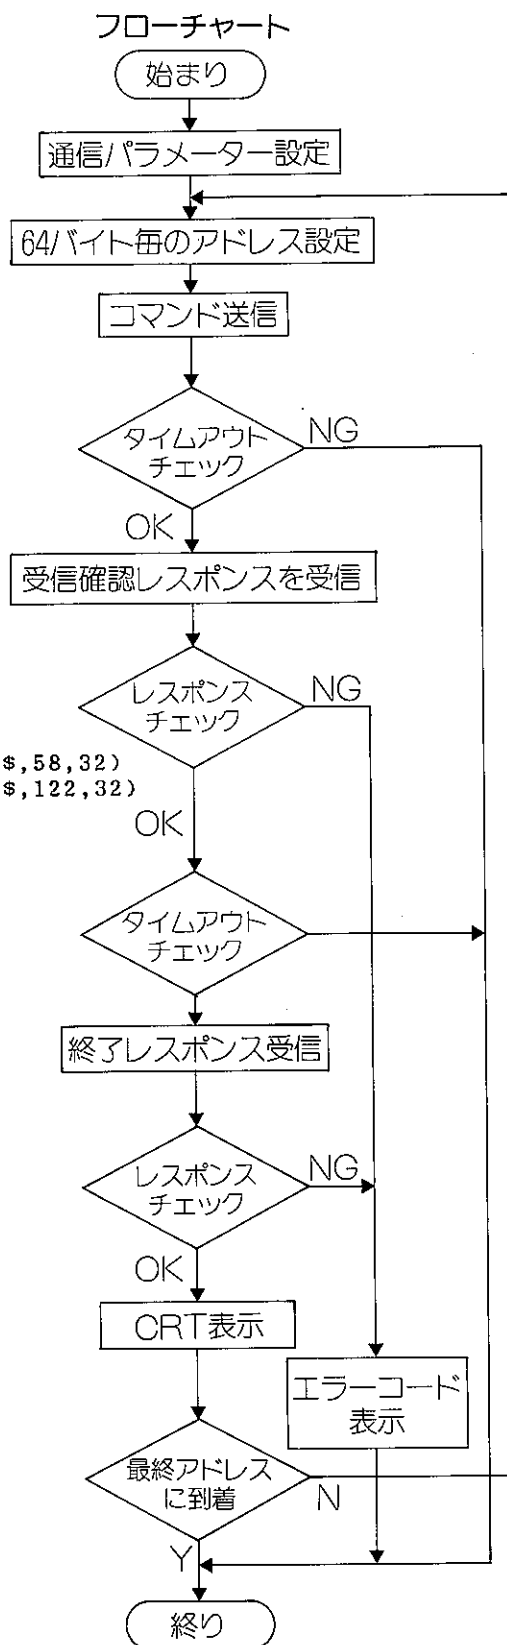 フローチャート
始まり
通信パラメーター設定
64バイト毎のアドレス設定
コマンド送信
タイムアウト
チェック
NG
OK
受信確認レスポンスを受信
レスポンス
チェック
NG
$,58,32)
$,122,32)
OK
タイムアウト
チェック
終了レスポンス受信
レスポンス
チェック
NG
OK
CRT表示
エラーコード
表示
最終アドレス
に到着
N
Y
終り